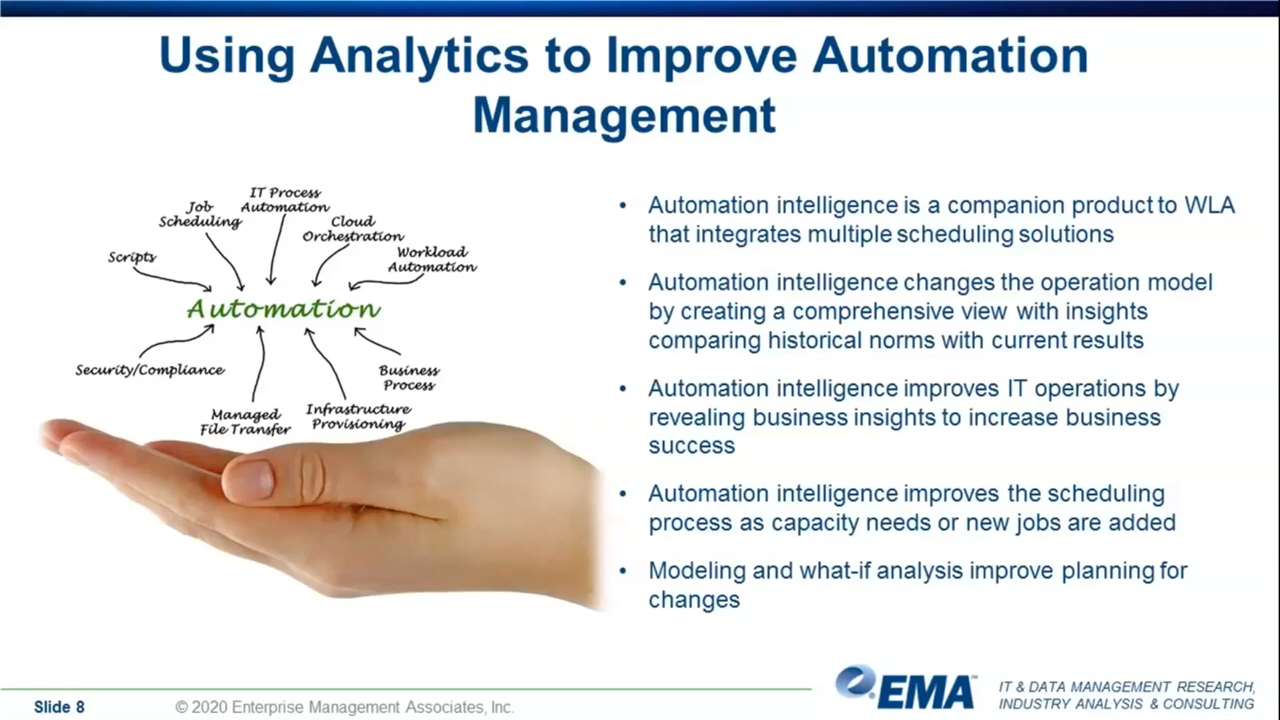 Using Analytics to Improve Automation
Management
IT Process
Automation
Job
Scheduling
Cloud
Orchestration
Scripts
Workload
Automation
Automation
Security/Compliance
Business
Process
Managed
File Transfer
Infrastructure
Provisioning
• Automation intelligence is a companion product to WLA
that integrates multiple scheduling solutions
• Automation intelligence changes the operation model
by creating a comprehensive view with insights
comparing historical norms with current results
• Automation intelligence improves IT operations by
revealing business insights to increase business
success
• Automation intelligence improves the scheduling
process as capacity needs or new jobs are added
• Modeling and what-if analysis improve planning for
changes
Slide 8
© 2020 Enterprise Management Associates, Inc.
EMA™
IT & DATA MANAGEMENT RESEARCH,
INDUSTRY ANALYSIS & CONSULTING